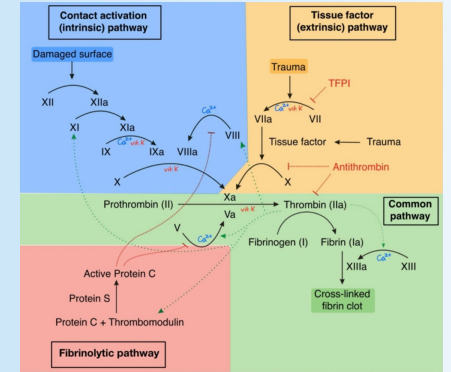 Contact activation
(intrinsic) pathway
Tissue factor
(extrinsic) pathway
Damaged surface
Trauma
TFPI
XII
XIIa
Ca2+ vit K
VIIa
VII
Ca2+
XI
XIa
VIII
Ca2+ vit K
IX
IXa
VIIIa
Tissue factor
Trauma
vit K
Antithrombin
X
X
Xa
Prothrombin (II)
vit K
Thrombin (IIa)
Common
pathway
Va
V
Ca2+
Fibrinogen (I)
Fibrin (Ia)
Ca2+
XIIIa
XIII
Active Protein C
Protein S
Cross-linked
fibrin clot
Protein C + Thrombomodulin
Fibrinolytic pathway